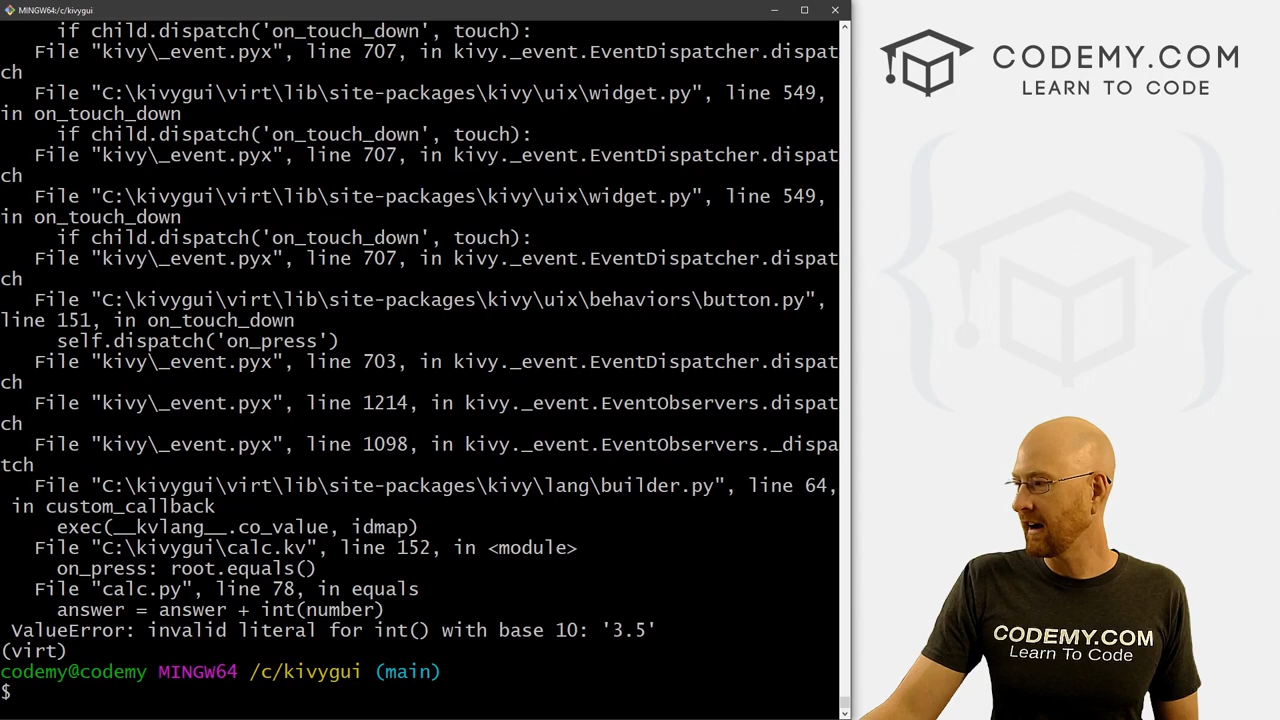 MINGW64:/c/kivygui
if child.dispatch('on_touch_down', touch):
File "kivy\_event.pyx", line 707, in kivy._event.EventDispatcher.dispat
ch
File "C:\kivygui\virt\lib\site-packages\kivy\uix\widget.py", line 549,
in on_touch_down
if child.dispatch('on_touch_down', touch):
File "kivy\_event.pyx", line 707, in kivy._event.EventDispatcher.dispat
ch
File "C:\kivygui\virt\lib\site-packages\kivy\uix\widget.py", line 549,
in on_touch_down
if child.dispatch('on_touch_down', touch):
File "kivy\_event.pyx", line 707, in kivy._event.EventDispatcher.dispat
ch
File "C:\kivygui\virt\lib\site-packages\kivy\uix\behaviors\button.py",
line 151, in on_touch_down
self.dispatch('on_press')
File "kivy\_event.pyx", line 703, in kivy._event.EventDispatcher.dispat
ch
File "kivy\_event.pyx", line 1214, in kivy._event.EventObservers.dispat
ch
File "kivy\_event.pyx", line 1098, in kivy._event.EventObservers._dispa
tch
File "C:\kivygui\virt\lib\site-packages\kivy\lang\builder.py", line 64,
in custom_callback
exec(__kvlang__.co_value, idmap)
File "C:\kivygui\calc.kv", line 152, in <module>
on_press: root.equals()
File "calc.py", line 78, in equals
answer = answer + int(number)
ValueError: invalid literal for int() with base 10: '3.5'
(virt)
codemy@codemy MINGW64 /c/kivygui (main)
$
CODEMY.COM
LEARN TO CODE
CODEMY.COM
Learn To Code